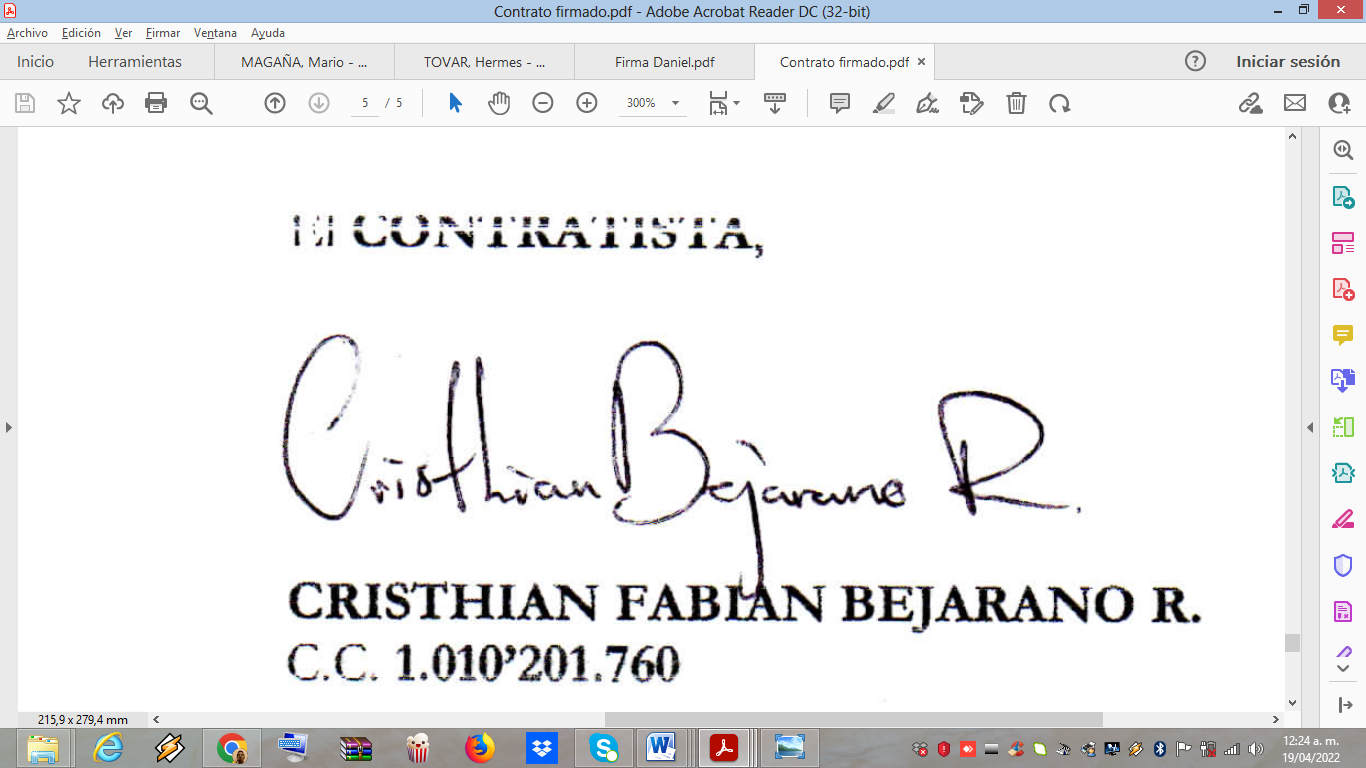 Contrato firmado.pdf - Adobe Acrobat Reader DC (32-bit)
Archivo Edición Ver Firmar Ventana Ayuda
Inicio Herramientas MAGAÑA, Mario - ... TOVAR, Hermes - ... Firma Daniel.pdf Contrato firmado.pdf × Iniciar sesión
5 / 5 300%
El CONTRATISTA,
Cristhian Bejarano R.
CRISTHIAN FABIAN BEJARANO R.
C.C. 1.010’201.760
215,9 x 279,4 mm
12:24 a. m.
19/04/2022